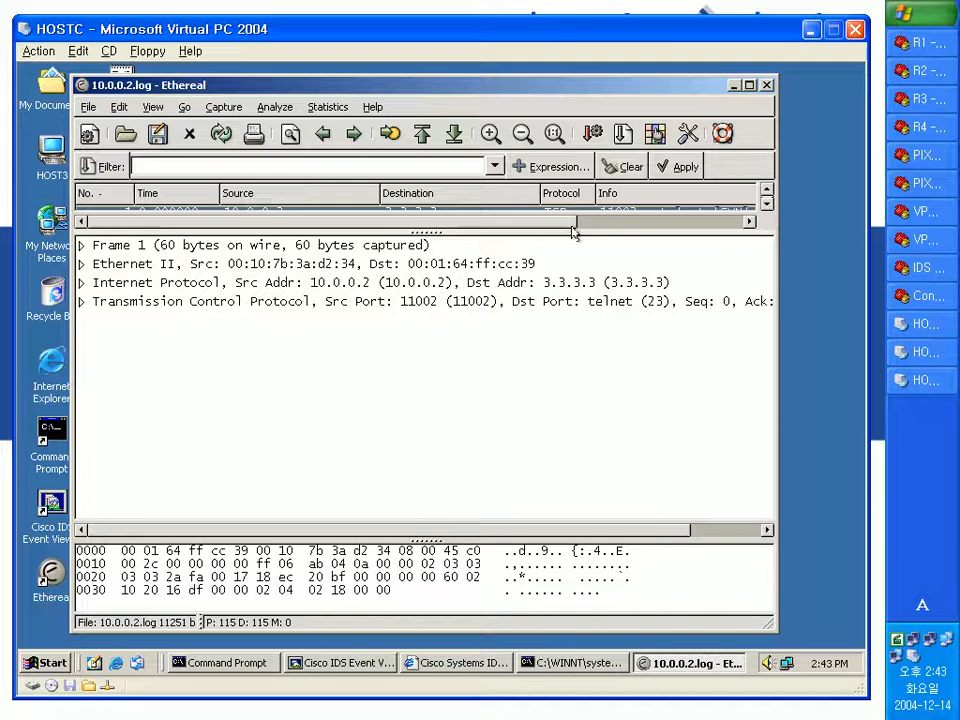 HOSTC - Microsoft Virtual PC 2004
Action Edit CD Floppy Help
My Docume
HOST3
My Network
Places
Recycle B
Internet
Explorer
Comman
Prompt
Cisco IDS
Event View
Ethereal
10.0.0.2.log - Ethereal
File Edit View Go Capture Analyze Statistics Help
Filter: Expression... Clear Apply
No. - Time Source Destination Protocol Info
Frame 1 (60 bytes on wire, 60 bytes captured)
Ethernet II, Src: 00:10:7b:3a:d2:34, Dst: 00:01:64:ff:cc:39
Internet Protocol, Src Addr: 10.0.0.2 (10.0.0.2), Dst Addr: 3.3.3.3 (3.3.3.3)
Transmission Control Protocol, Src Port: 11002 (11002), Dst Port: telnet (23), Seq: 0, Ack:
0000 00 01 64 ff cc 39 00 10 7b 3a d2 34 08 00 45 c0 ..d..9.. {:.4..E.
0010 00 2c 00 00 00 00 ff 06 ab 04 0a 00 00 02 03 03 .,...... ........
0020 03 03 2a fa 00 17 18 ec 20 bf 00 00 00 00 60 02 ..*..... .....`.
0030 10 20 16 df 00 00 02 04 02 18 00 00 . ...... ....
File: 10.0.0.2.log 11251 b P: 115 D: 115 M: 0
Start Command Prompt Cisco IDS Event V... Cisco Systems ID... C:\WINNT\syste... 10.0.0.2.log - Et... 2:43 PM
R1 -...
R2 -...
R3 -...
R4 -...
PIX...
PIX...
VP...
VP...
IDS ...
Con...
HO...
HO...
HO...
A
오후 2:43
화요일
2004-12-14